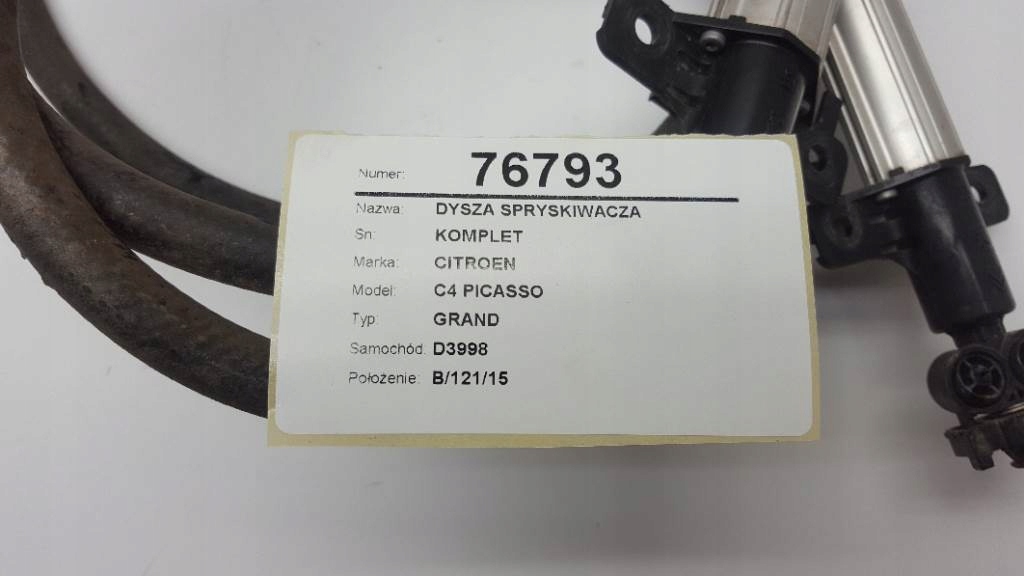 Numer: 76793
Nazwa: DYSZA SPRYSKIWACZA
Sn: KOMPLET
Marka: CITROEN
Model: C4 PICASSO
Typ: GRAND
Samochód: D3998
Położenie: B/121/15